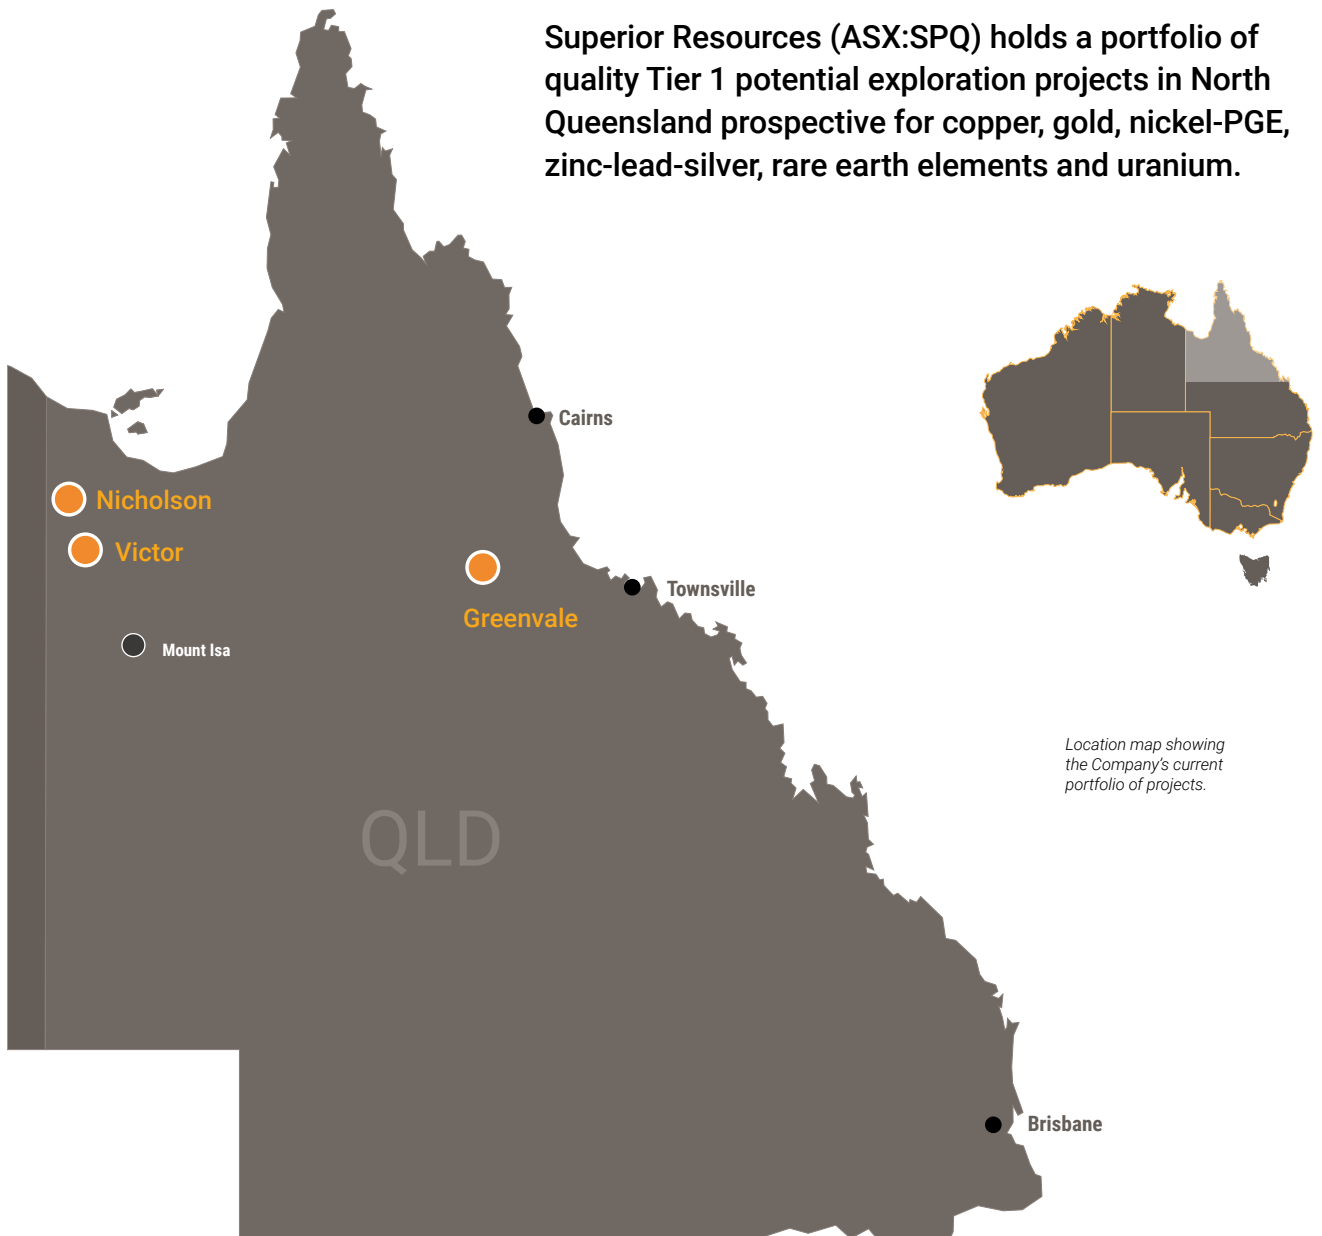 Superior Resources (ASX:SPQ) holds a portfolio of
quality Tier 1 potential exploration projects in North
Queensland prospective for copper, gold, nickel-PGE,
zinc-lead-silver, rare earth elements and uranium.
Cairns
Nicholson
Victor
Greenvale
Townsville
Mount Isa
Location map showing
the Company's current
portfolio of projects.
QLD
Brisbane